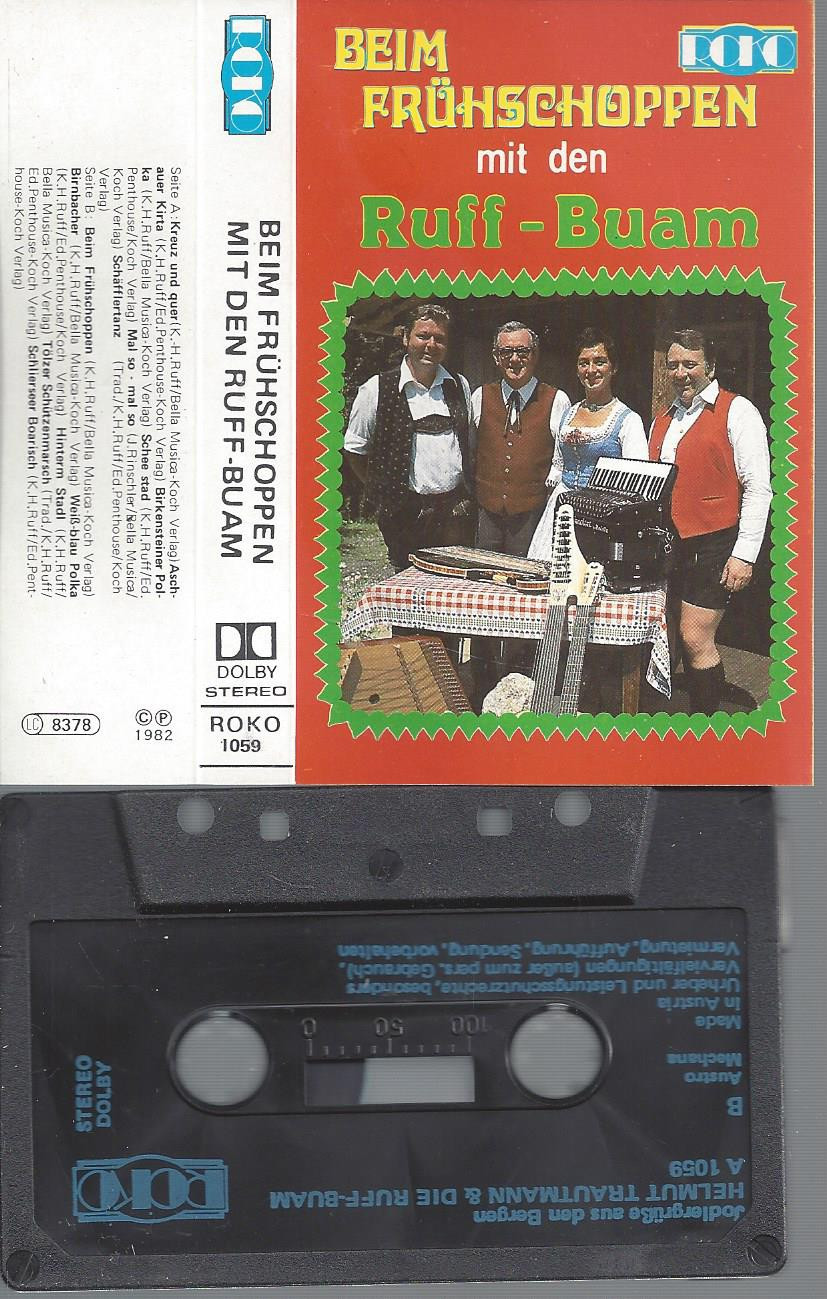 BEIM
FRÜHSCHOPPEN
mit den
Ruff-Buam
ROKO
ROKO
BEIM FRÜHSCHOPPEN
MIT DEN RUFF-BUAM
DOLBY
STEREO
ROKO
1059
Seite A: Kreuz und quer (K.-H.Ruff/Bella Musica-Koch Verlag) Asch-
auer Kirta (K.H.Ruff/Ed.Penthouse-Koch Verlag) Birkensteiner Pol-
ka (K.H.Ruff/Bella Musica-Koch Verlag) Schee stad (K.H.Ruff/Ed.
Penthouse/Koch Verlag) Mal so - mal so (J.Rinschler/Bella Musica/
Koch Verlag) Schäfflertanz (Trad./K.H.Ruff/Ed.Penthouse/Koch
Verlag)
Seite B: Beim Frühschoppen (K.H.Ruff/Bella Musica-Koch Verlag)
Birnbacher (K.H.Ruff/Bella Musica-Koch Verlag) Weiß-blau Polka
(K.H.Ruff/Ed.Penthouse/Koch Verlag) Hinterm Stadl (K.H.Ruff/
Bella Musica-Koch Verlag) Tölzer Schützenmarsch (Trad./K.H.Ruff/
Ed.Penthouse-Koch Verlag) Schlierseer Boarisch (K.H.Ruff/Ed.Pent-
house-Koch Verlag)
LC 8378
©℗
1982
Jodlergrüße aus den Bergen
HELMUT TRAUTMANN & DIE RUFF-BUAM
A 1059
ROKO
B
STEREO
DOLBY
Austro
Mechana
Made
In Austria
100 50 0
Urheber und Leistungsschutzrechte, besonders
Vervielfältigungen (außer zum pers. Gebrauch),
Vermietung, Aufführung, Sendung, vorbehalten